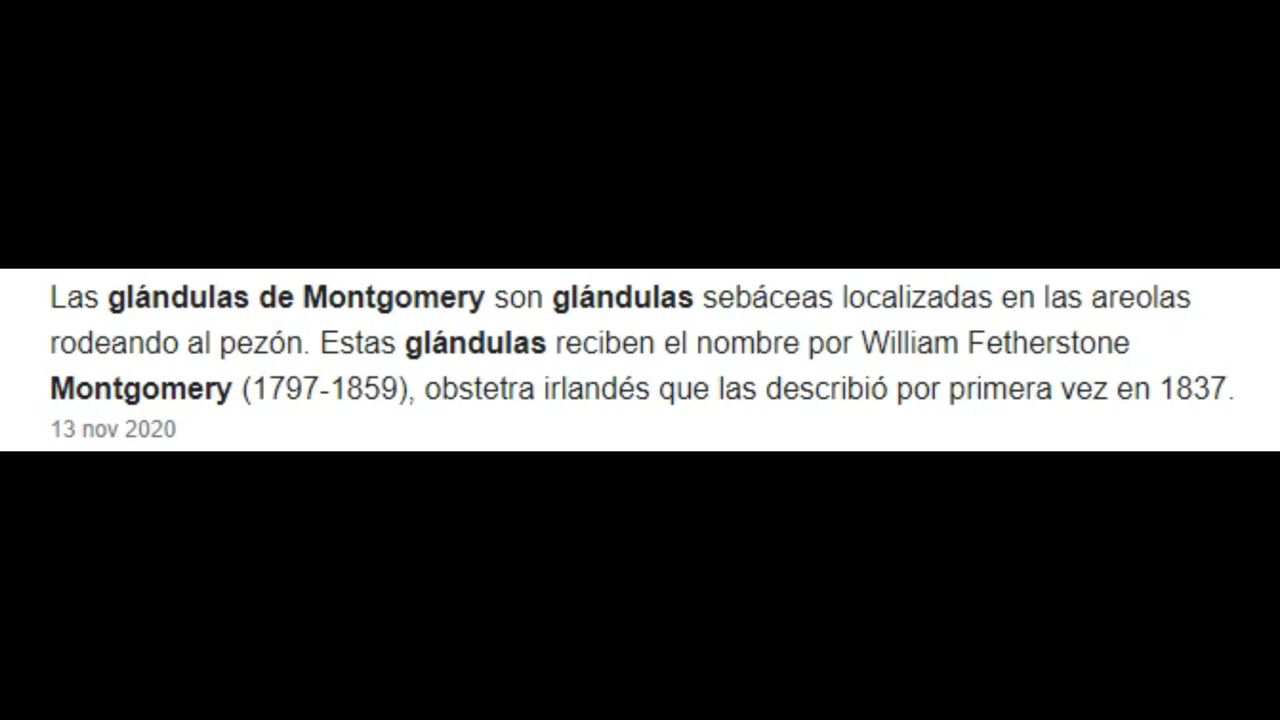 Las glándulas de Montgomery son glándulas sebáceas localizadas en las areolas
rodeando al pezón. Estas glándulas reciben el nombre por William Fetherstone
Montgomery (1797-1859), obstetra irlandés que las describió por primera vez en 1837.
13 nov 2020